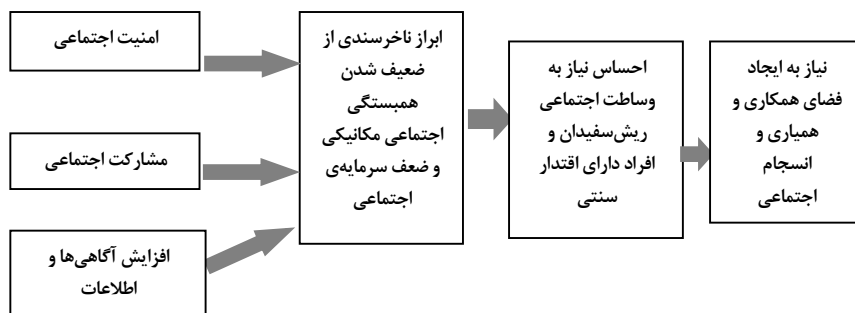 امنیت اجتماعی
مشارکت اجتماعی
افزایش آگاهی‌ها و
اطلاعات
ابراز ناخرسندی از
ضعیف شدن
همبستگی
اجتماعی مکانیکی
و ضعف سرمایه‌ی
اجتماعی
احساس نیاز به
وساطت اجتماعی
ریش‌سفیدان و
افراد دارای اقتدار
سنتی
نیاز به ایجاد
فضای همکاری و
همیاری و
انسجام
اجتماعی